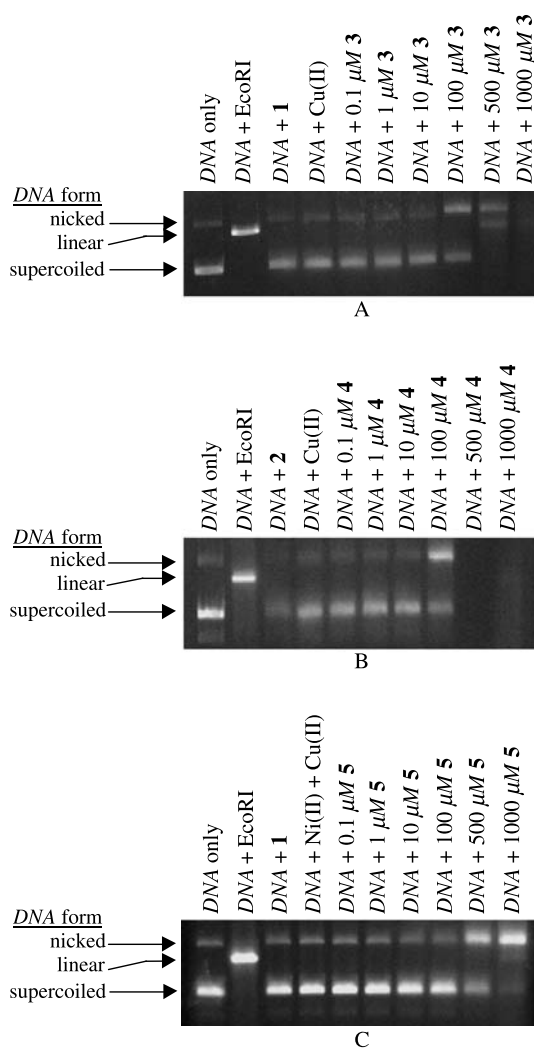 DNA only
DNA + EcoRI
DNA + 1
DNA + Cu(II)
DNA + 0.1 µM 3
DNA + 1 µM 3
DNA + 10 µM 3
DNA + 100 µM 3
DNA + 500 µM 3
DNA + 1000 µM 3
DNA form
nicked
linear
supercoiled
A
DNA only
DNA + EcoRI
DNA + 2
DNA + Cu(II)
DNA + 0.1 µM 4
DNA + 1 µM 4
DNA + 10 µM 4
DNA + 100 µM 4
DNA + 500 µM 4
DNA + 1000 µM 4
DNA form
nicked
linear
supercoiled
B
DNA only
DNA + EcoRI
DNA + 1
DNA + Ni(II) + Cu(II)
DNA + 0.1 µM 5
DNA + 1 µM 5
DNA + 10 µM 5
DNA + 100 µM 5
DNA + 500 µM 5
DNA + 1000 µM 5
DNA form
nicked
linear
supercoiled
C